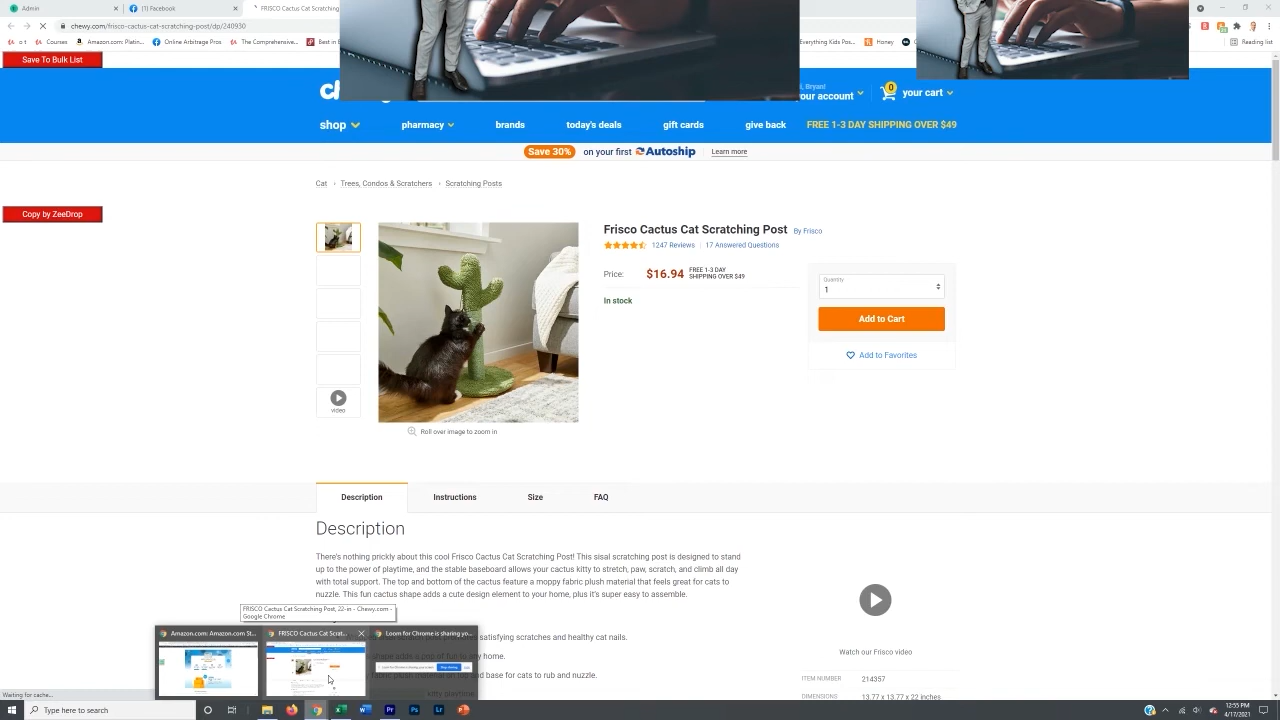 Admin
(1) Facebook
FRISCO Cactus Cat Scratching
chewy.com/frisco-cactus-cat-scratching-post/dp/240930
Courses
Amazon.com: Platin...
Online Arbitrage Pros
The Comprehensive...
Best in
Everything Kids Pos...
Honey
Reading list
Save To Bulk List
Bryan!
our account
0
your cart
shop
pharmacy
brands
today's deals
gift cards
give back
FREE 1-3 DAY SHIPPING OVER $49
Save 30% on your first Autoship
Learn more
Cat › Trees, Condos & Scratchers › Scratching Posts
Copy by ZeeDrop
Frisco Cactus Cat Scratching Post By Frisco
1247 Reviews | 17 Answered Questions
Price: $16.94 FREE 1-3 DAY
SHIPPING OVER $49
In stock
Quantity
1
Add to Cart
Add to Favorites
video
Roll over image to zoom in
Description
Instructions
Size
FAQ
Description
There's nothing prickly about this cool Frisco Cactus Cat Scratching Post! This sisal scratching post is designed to stand
up to the power of playtime, and the stable baseboard allows your cactus kitty to stretch, paw, scratch, and climb all day
with total support. The top and bottom of the cactus feature a moppy fabric plush material that feels great for cats to
nuzzle. This fun cactus shape adds a cute design element to your home, plus it's super easy to assemble.
FRISCO Cactus Cat Scratching Post, 22-in - Chewy.com -
Google Chrome
Amazon.com: Amazon.com St...
FRISCO Cactus Cat Scrat...
Loom for Chrome is sharing yo...
satisfying scratches and healthy cat nails.
shape adds a pop of fun to any home.
fabric plush material on top and base for cats to rub and nuzzle.
kitty playtime
Watch our Frisco video
ITEM NUMBER 214357
DIMENSIONS 13.77 x 13.77 x 22 inches
Waiting for cache...
Type here to search
12:55 PM
4/17/2021